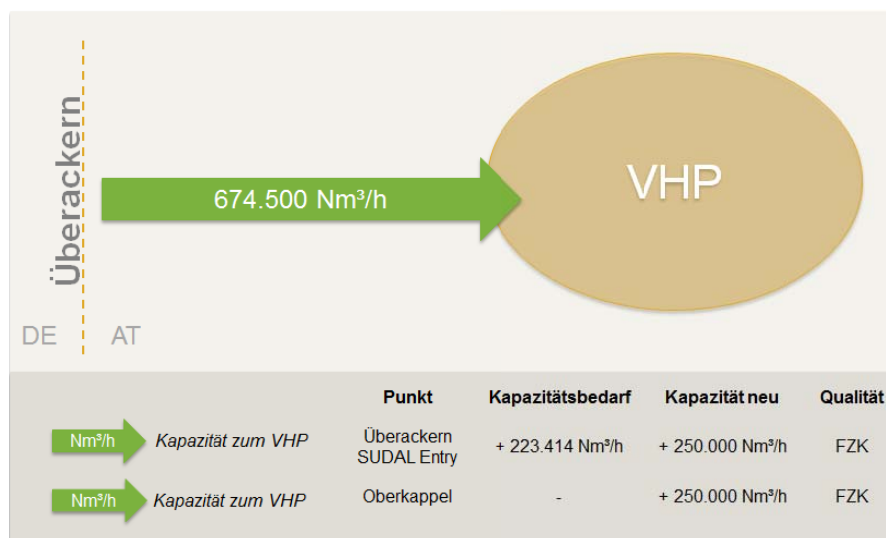 Überackern
674.500 Nm³/h
VHP
DE
AT
Punkt Kapazitätsbedarf Kapazität neu Qualität
Nm³/h Kapazität zum VHP Überackern
SUDAL Entry + 223.414 Nm³/h + 250.000 Nm³/h FZK
Nm³/h Kapazität zum VHP Oberkappel - + 250.000 Nm³/h FZK